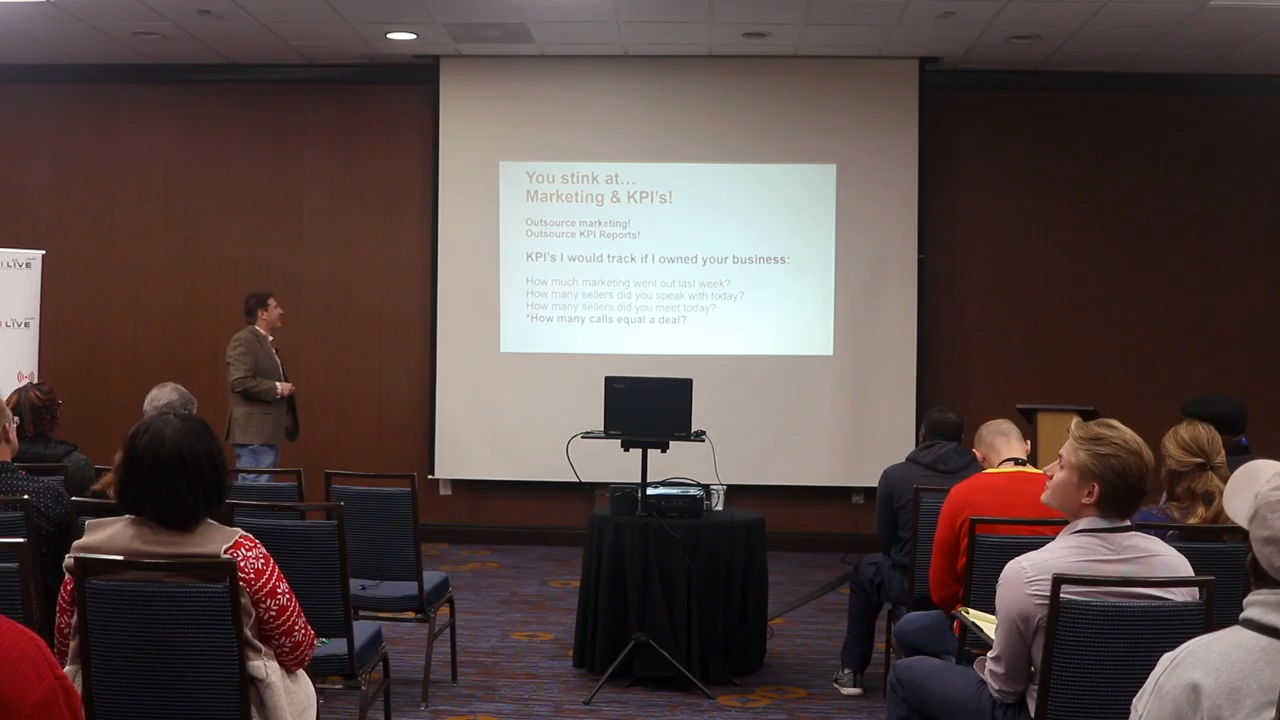 You stink at…
Marketing & KPI's!
Outsource marketing!
Outsource KPI Reports!
KPI's I would track if I owned your business:
How much marketing went out last week?
How many sellers did you speak with today?
How many sellers did you meet today?
*How many calls equal a deal?
I LIVE
I LIVE